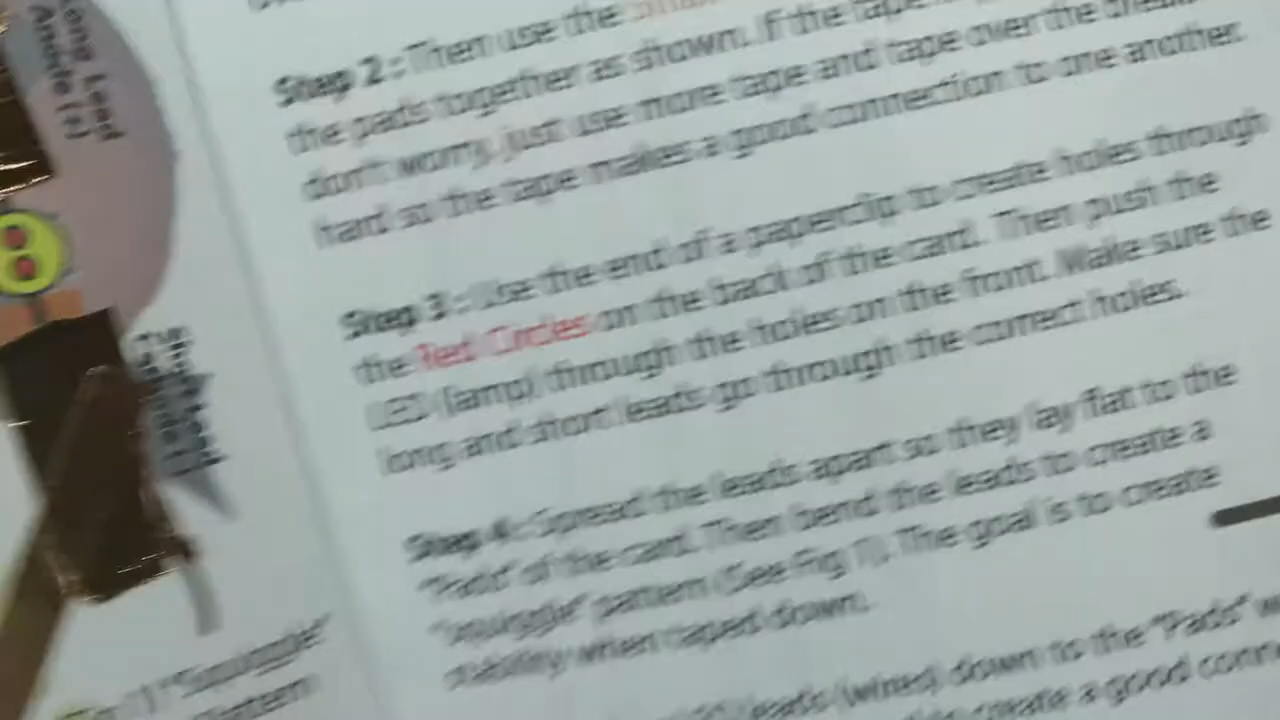 Long Lead
Anode (+)
Step 2: Then use the
the pads together as shown. If the tape
don't worry, just use more tape and tape over the
hard so the tape makes a good connection to one another.
Step 3: Use the end of a paperclip to create holes through
the Red Circles on the back of the card. Then push the
LED (lamp) through the holes on the front. Make sure the
long and short leads go through the correct holes.
Step 4: Spread the leads apart so they lay flat to the
"Pads" of the card. Then bend the leads to create a
"squiggle" pattern (See Fig 1). The goal is to create
stability when taped down.
leads (wires) down to the "Pads"
create a good
"Squiggle"
pattern